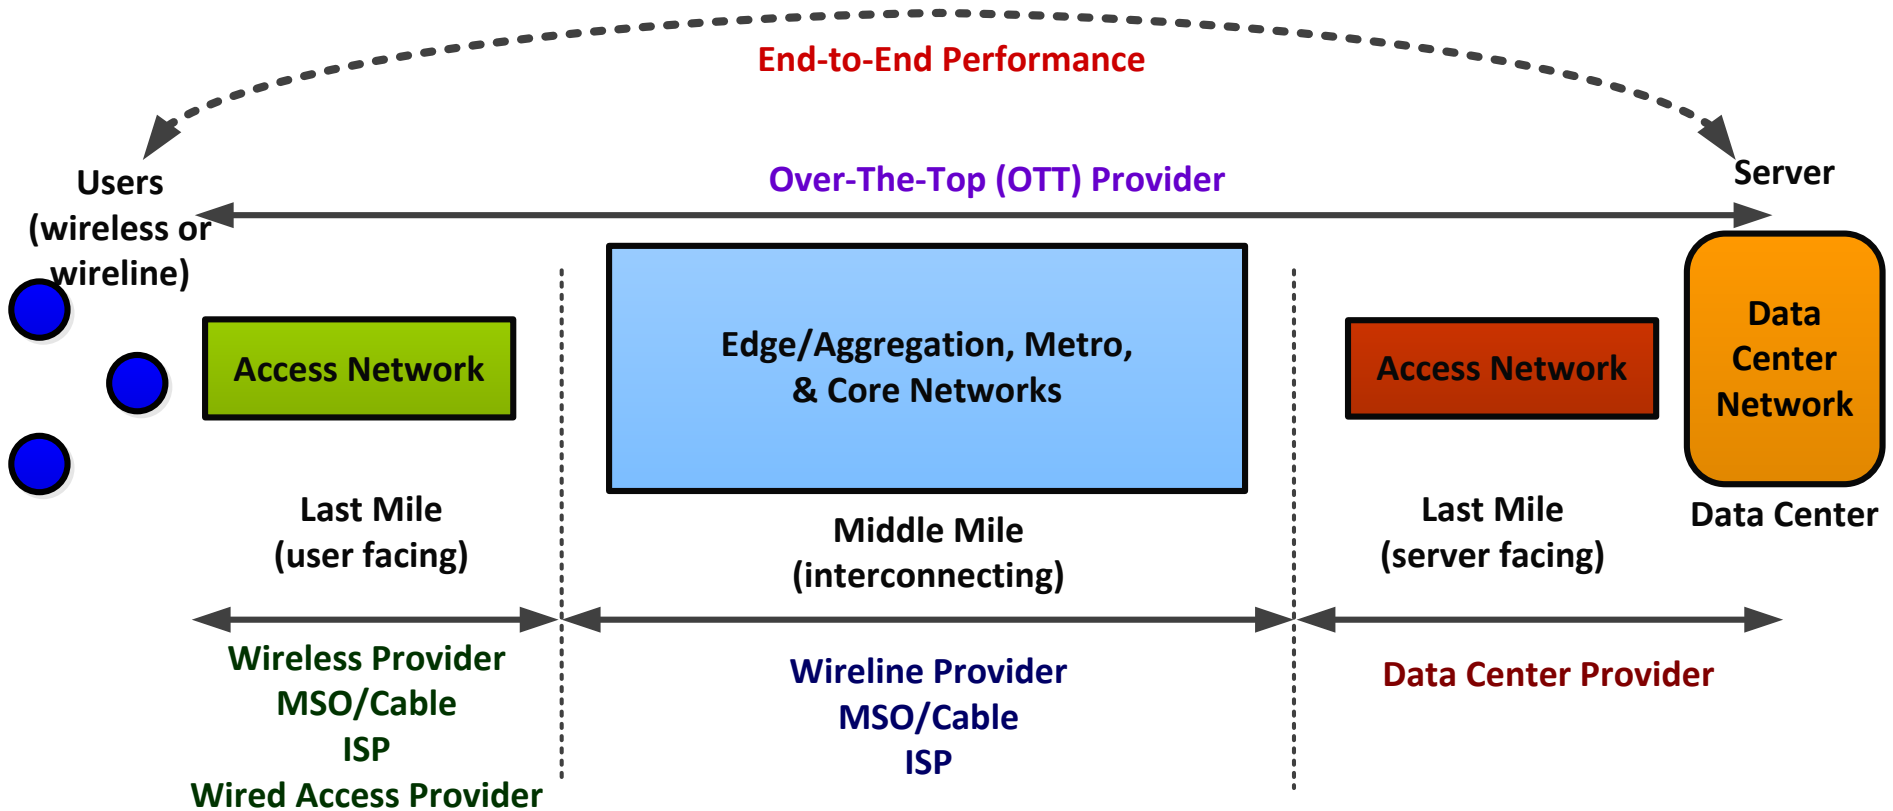 End-to-End Performance
Over-The-Top (OTT) Provider
Users
(wireless or
wireline)
Server
Access Network
Edge/Aggregation, Metro,
& Core Networks
Access Network
Data
Center
Network
Last Mile
(user facing)
Middle Mile
(interconnecting)
Last Mile
(server facing)
Data Center
Wireless Provider
MSO/Cable
ISP
Wired Access Provider
Wireline Provider
MSO/Cable
ISP
Data Center Provider